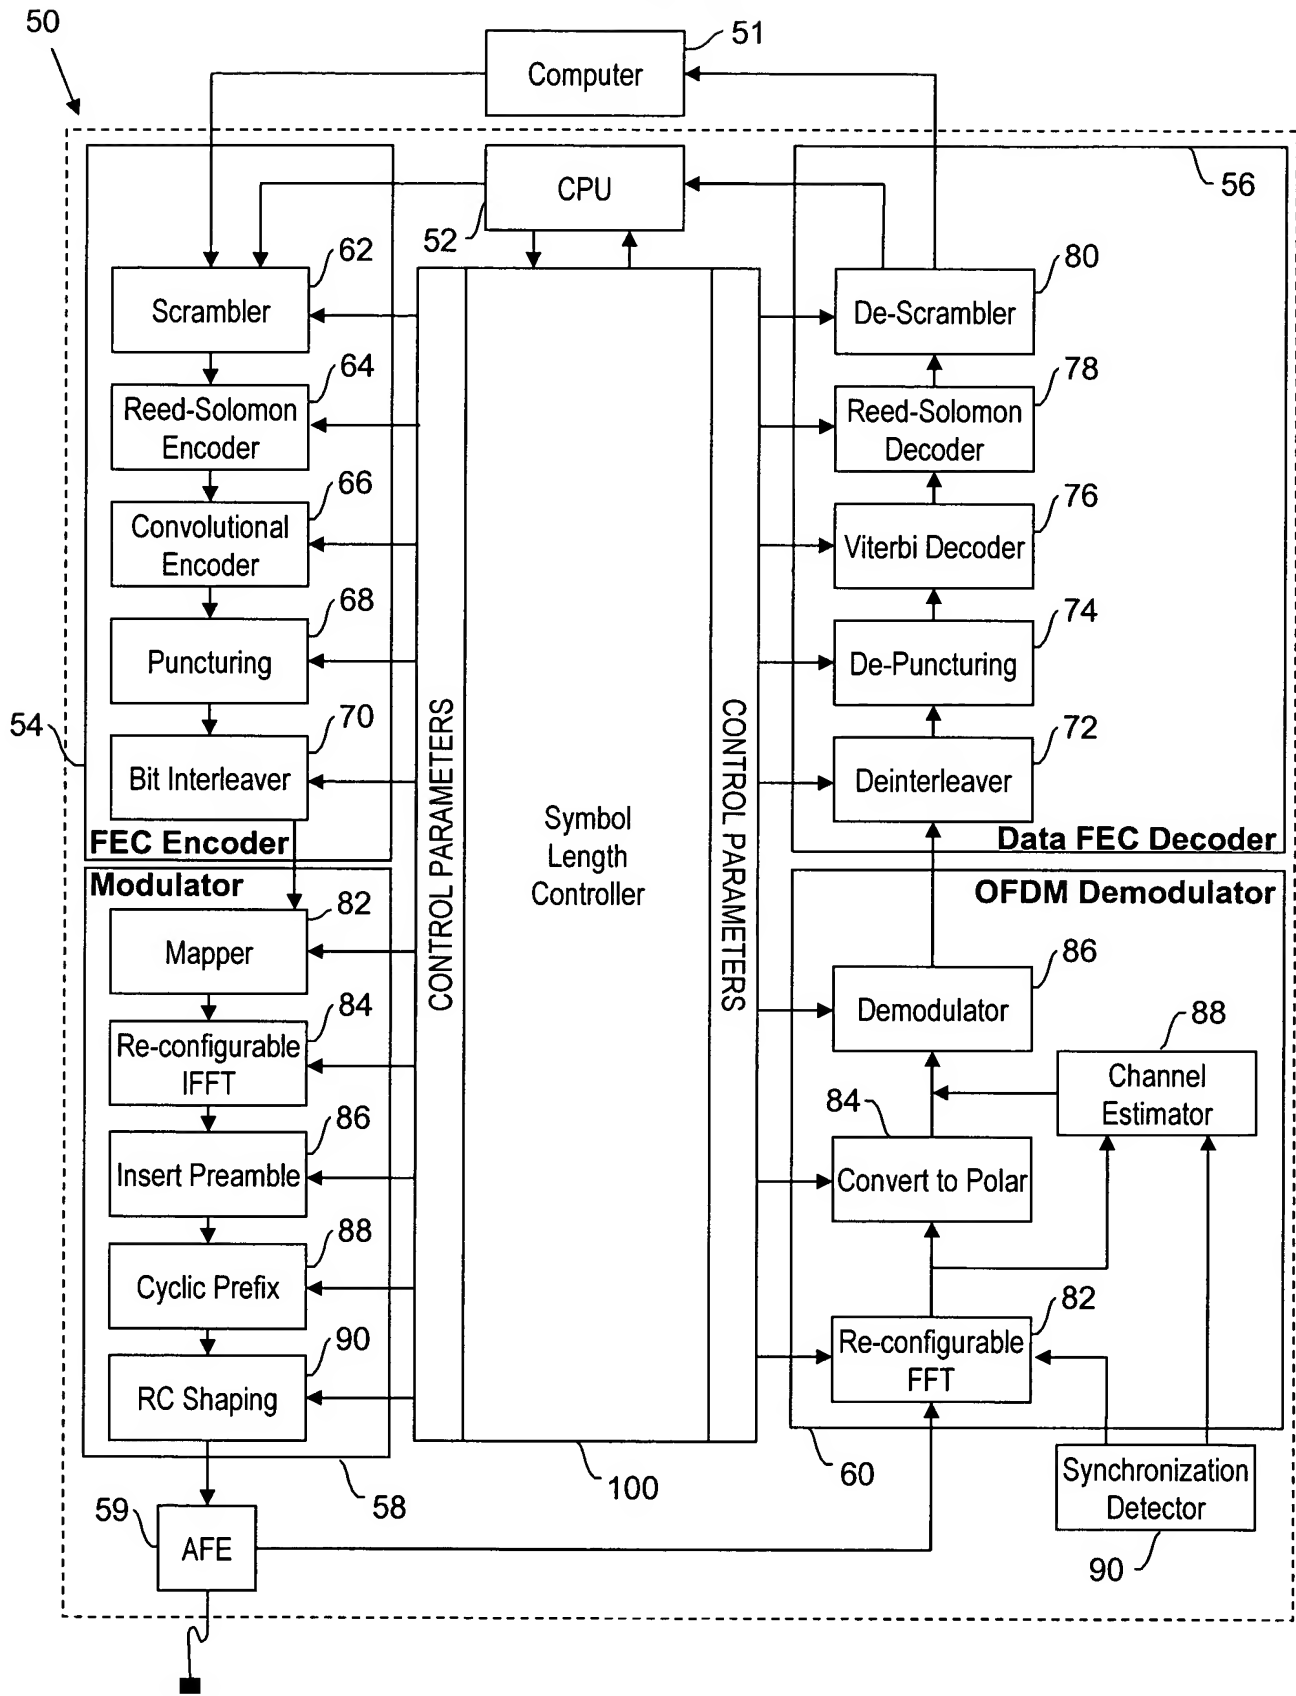 50
51
Computer
56
CPU
52
62
Scrambler
80
De-Scrambler
64
Reed-Solomon
Encoder
78
Reed-Solomon
Decoder
66
Convolutional
Encoder
76
Viterbi Decoder
68
Puncturing
74
De-Puncturing
54
70
Bit Interleaver
72
Deinterleaver
FEC Encoder
Data FEC Decoder
CONTROL PARAMETERS
Symbol
Length
Controller
CONTROL PARAMETERS
Modulator
OFDM Demodulator
82
Mapper
86
Demodulator
84
Re-configurable
IFFT
88
Channel
Estimator
86
Insert Preamble
84
Convert to Polar
88
Cyclic Prefix
82
Re-configurable
FFT
90
RC Shaping
58
100
60
Synchronization
Detector
90
59
AFE